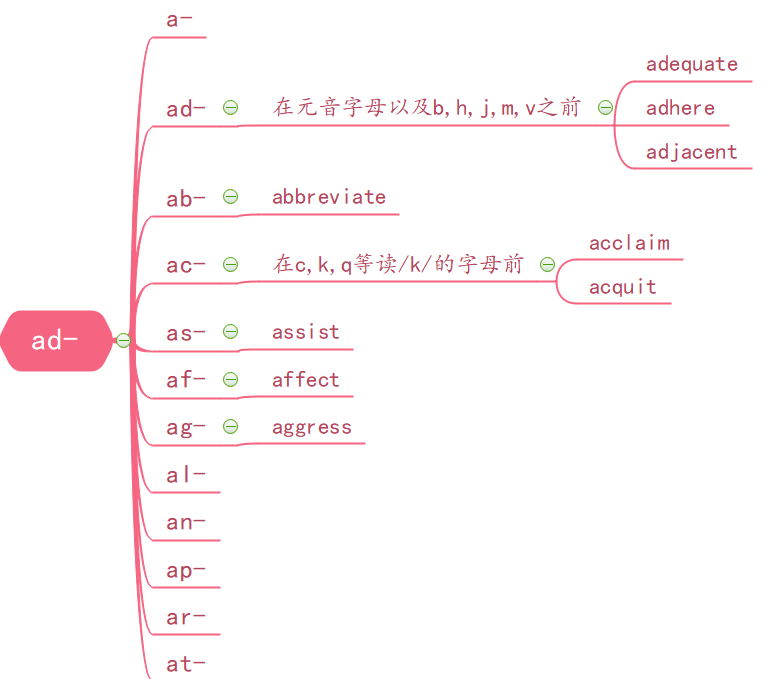 ad-
a-
ad-
在元音字母以及b,h,j,m,v之前
adequate
adhere
adjacent
ab-
abbreviate
ac-
在c,k,q等读/k/的字母前
acclaim
acquit
as-
assist
af-
affect
ag-
aggress
al-
an-
ap-
ar-
at-